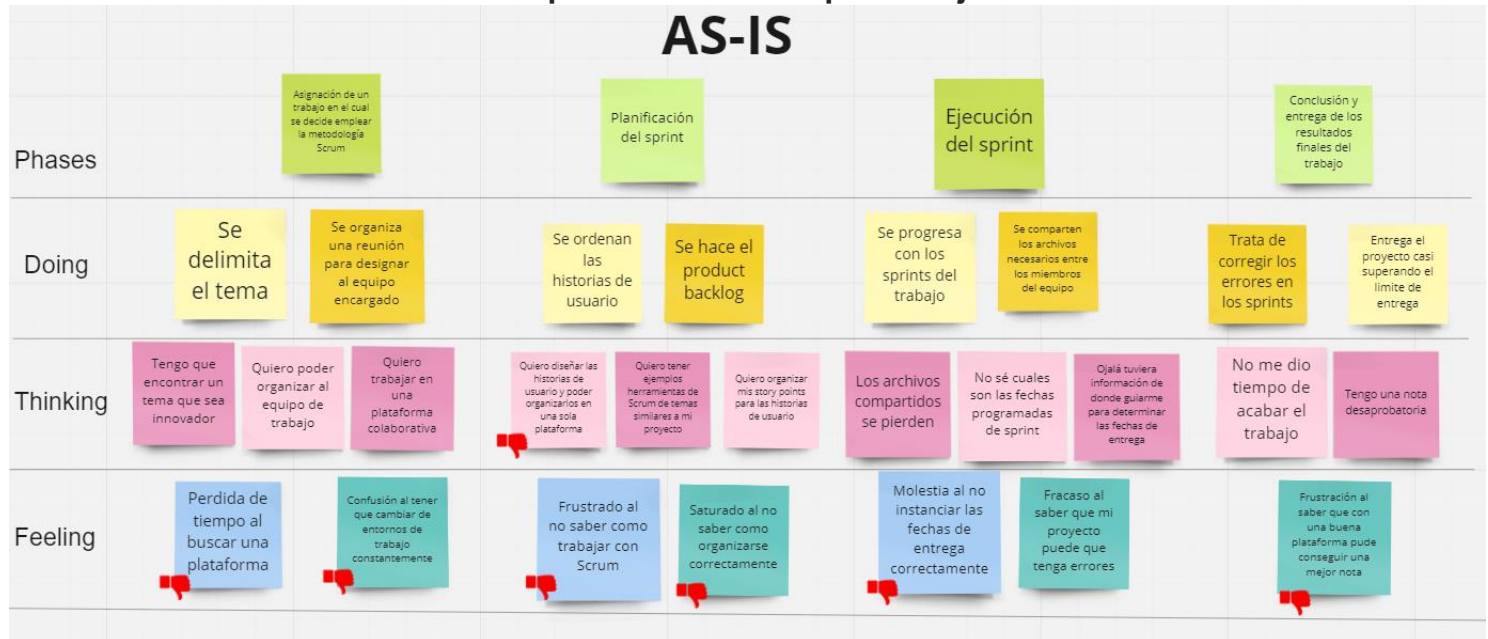 AS-IS
Phases
Asignación de un
trabajo en el cual
se decide emplear
la metodología
Scrum
Planificación
del sprint
Ejecución
del sprint
Conclusión y
entrega de los
resultados
finales del
trabajo
Doing
Se
delimita
el tema
Se organiza
una reunión
para designar
al equipo
encargado
Se ordenan
las
historias de
usuario
Se hace el
product
backlog
Se progresa
con los
sprints del
trabajo
Se comparten
los archivos
necesarios entre
los miembros
del equipo
Trata de
corregir los
errores en
los sprints
Entrega el
proyecto casi
superando el
limite de
entrega
Thinking
Tengo que
encontrar un
tema que sea
innovador
Quiero poder
organizar al
equipo de
trabajo
Quiero
trabajar en
una
plataforma
colaborativa
Quiero diseñar las
historias de
usuario y poder
organizarlos en
una sola
plataforma
Quiero tener
ejemplos
herramientas de
Scrum de temas
similares a mi
proyecto
Quiero organizar
mis story points
para las historias
de usuario
Los archivos
compartidos
se pierden
No sé cuales
son las fechas
programadas
de sprint
Ojalá tuviera
información de
donde guiarme
para determinar
las fechas de
entrega
No me dio
tiempo de
acabar el
trabajo
Tengo una nota
desaprobatoria
Feeling
Perdida de
tiempo al
buscar una
plataforma
Confusión al tener
que cambiar de
entornos de
trabajo
constantemente
Frustrado al
no saber como
trabajar con
Scrum
Saturado al no
saber como
organizarse
correctamente
Molestia al no
instanciar las
fechas de
entrega
correctamente
Fracaso al
saber que mi
proyecto
puede que
tenga errores
Frustración al
saber que con
una buena
plataforma pude
conseguir una
mejor nota